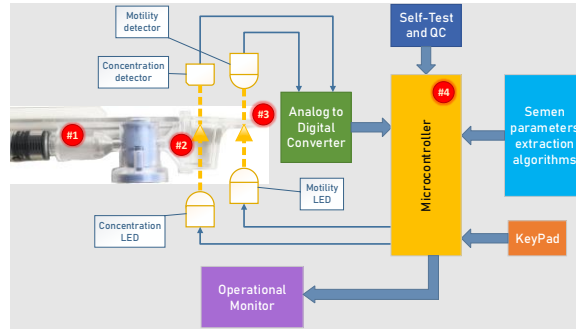 Motility
detector
Self-Test
and QC
Concentration
detector
#1
#2
#3
#4
Analog to
Digital
Converter
Microcontroller
Semen
parameters
extraction
algorithms
Motility
LED
Concentration
LED
KeyPad
Operational
Monitor